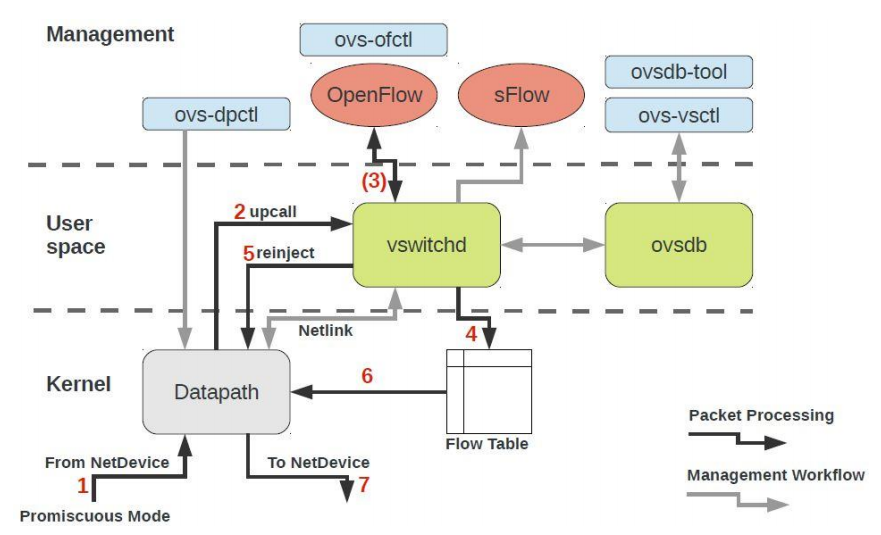 Management
ovs-ofctl
OpenFlow
sFlow
ovsdb-tool
ovs-vsctl
ovs-dpctl
(3)
User
space
2 upcall
5 reinject
vswitchd
ovsdb
Netlink
4
Kernel
Datapath
6
Flow Table
Packet Processing
From NetDevice
To NetDevice
1
7
Management Workflow
Promiscuous Mode